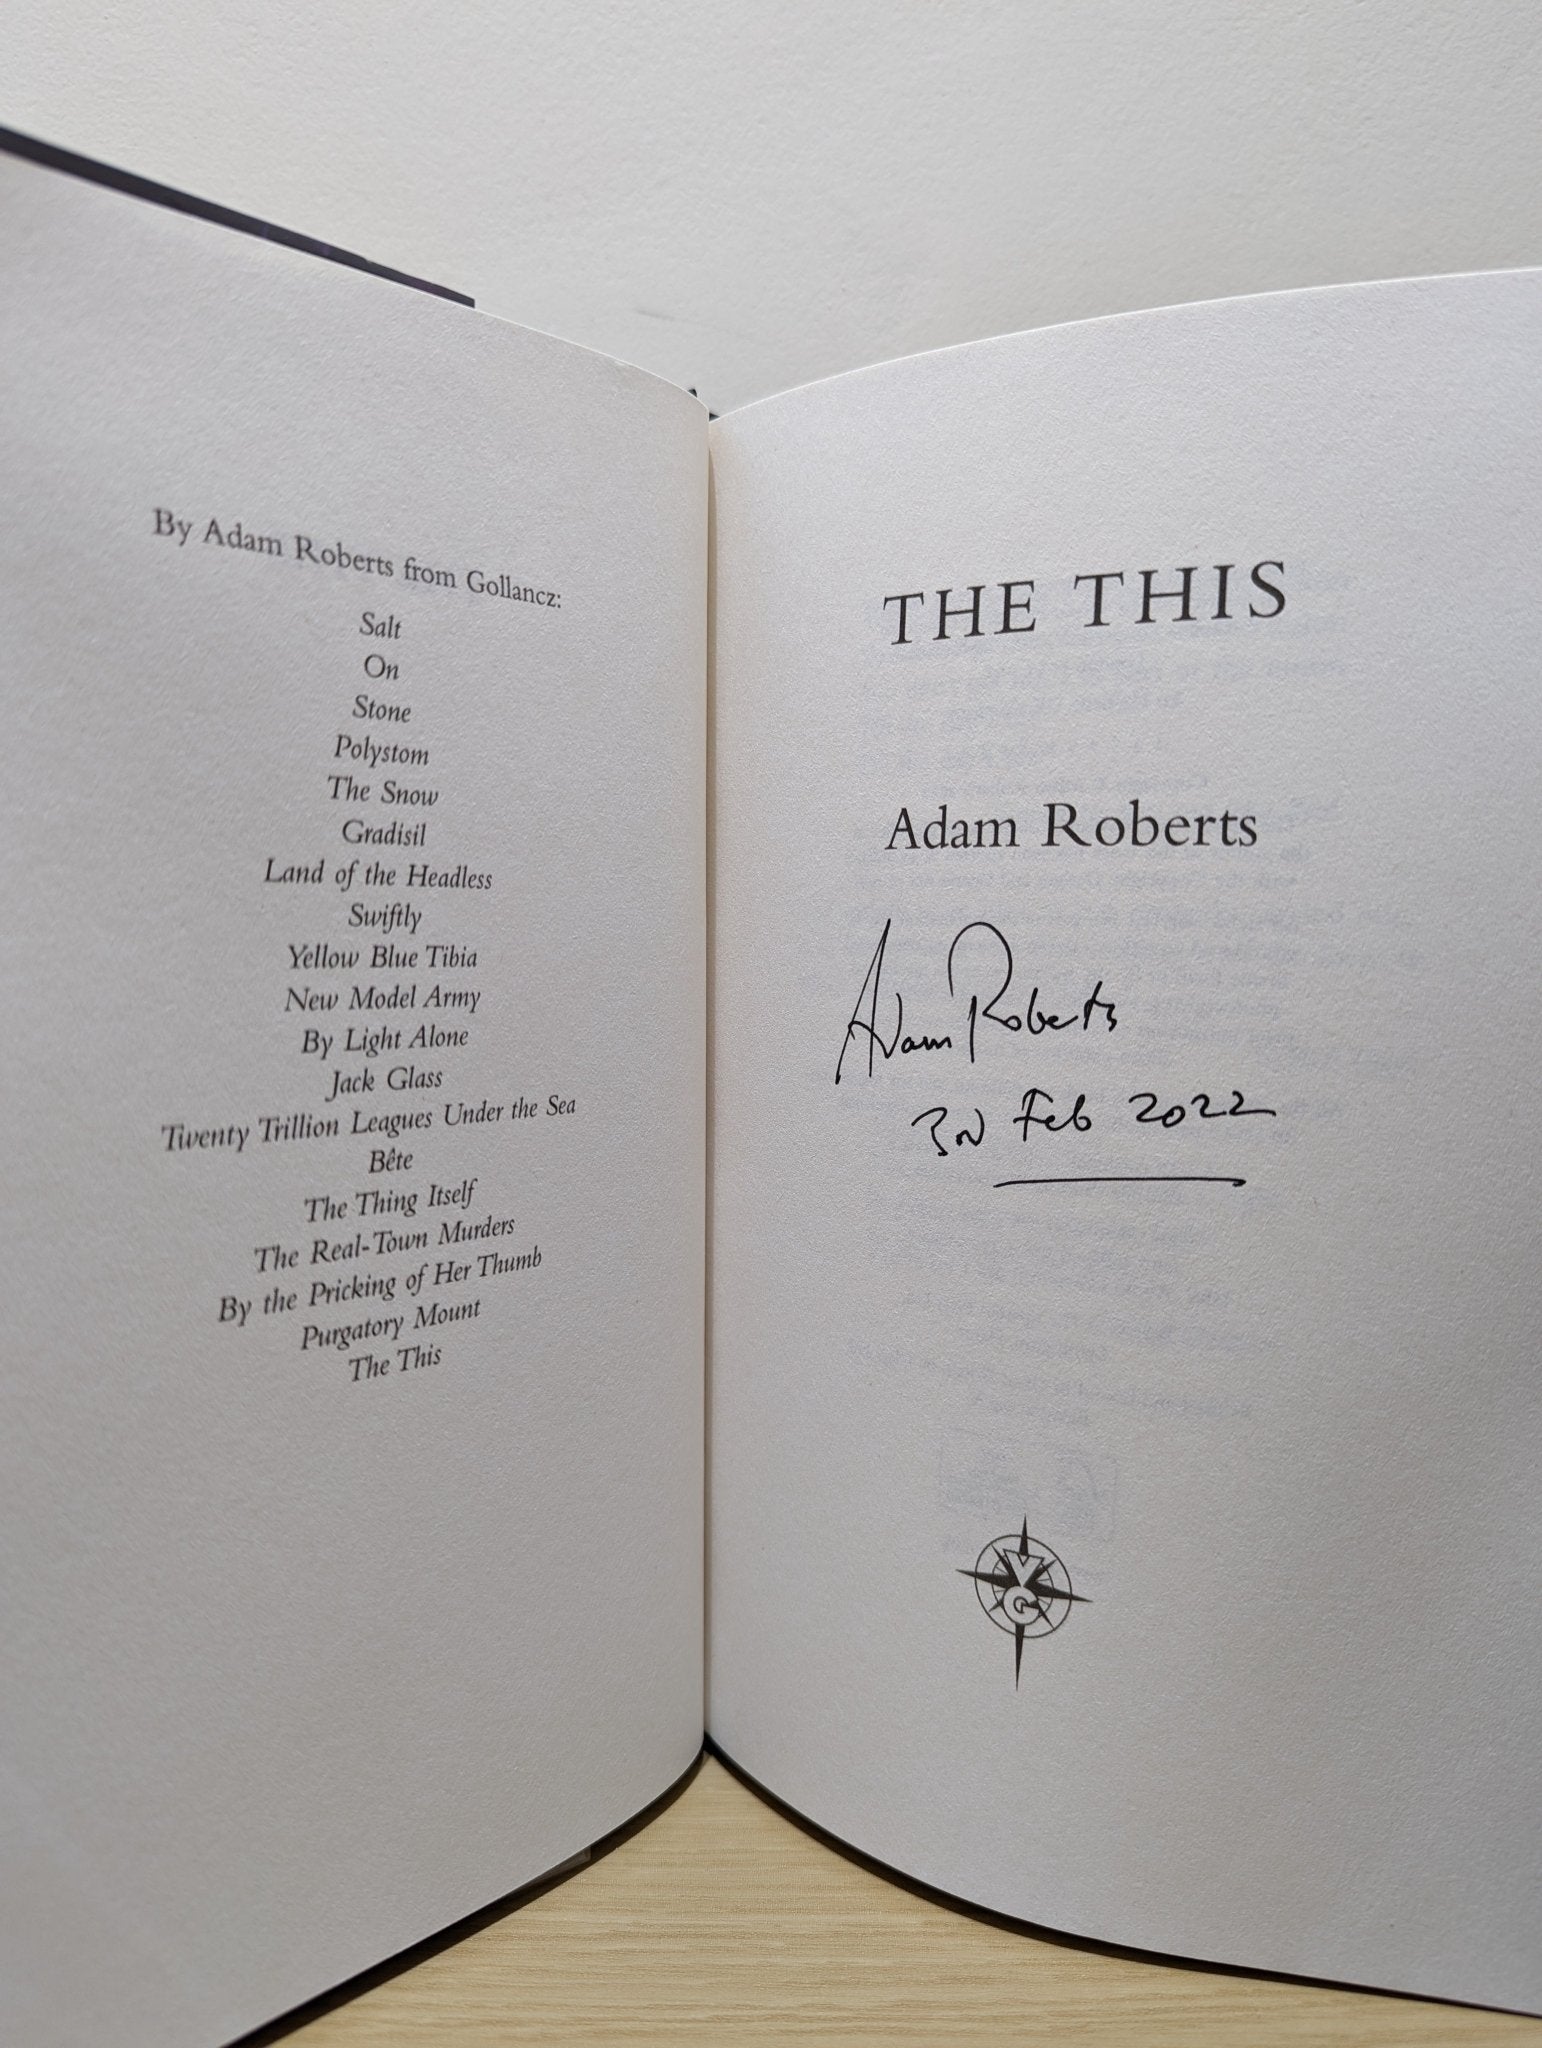 By Adam Roberts from Gollancz:
Salt
On
Stone
Polystom
The Snow
Gradisil
Land of the Headless
Swiftly
Yellow Blue Tibia
New Model Army
By Light Alone
Jack Glass
Twenty Trillion Leagues Under the Sea
Bête
The Thing Itself
The Real-Town Murders
By the Pricking of Her Thumb
Purgatory Mount
The This
THE THIS
Adam Roberts
Adam Roberts
3rd Feb 2022
VG